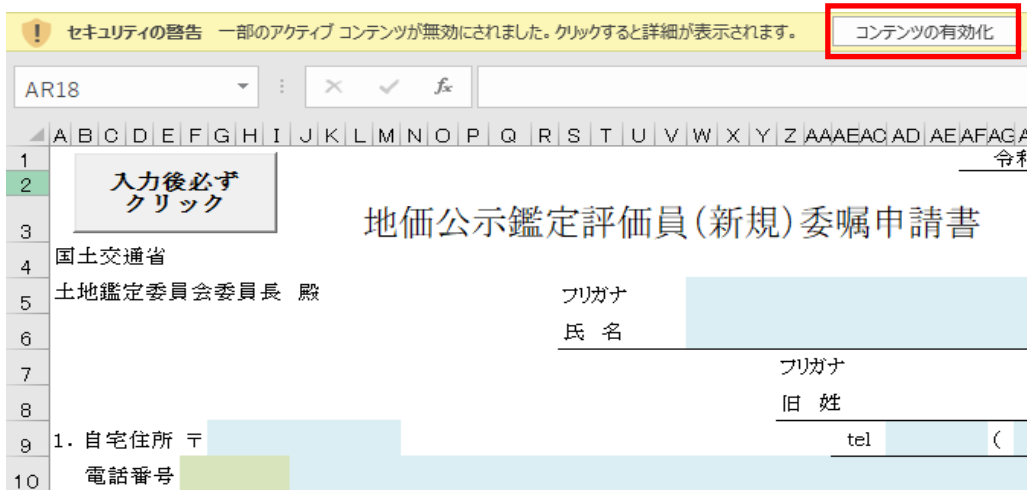 セキュリティの警告 一部のアクティブ コンテンツが無効にされました。クリックすると詳細が表示されます。 コンテンツの有効化
AR18 fx
A B C D E F G H I J K L M N O P Q R S T U V W X Y Z AA AE AC AD AE AF AG A
1 令和
2 入力後必ず
クリック
3 地価公示鑑定評価員(新規)委嘱申請書
4 国土交通省
5 土地鑑定委員会委員長 殿 フリガナ
6 氏 名
7 フリガナ
8 旧 姓
9 1. 自宅住所 〒 tel (
10 電話番号